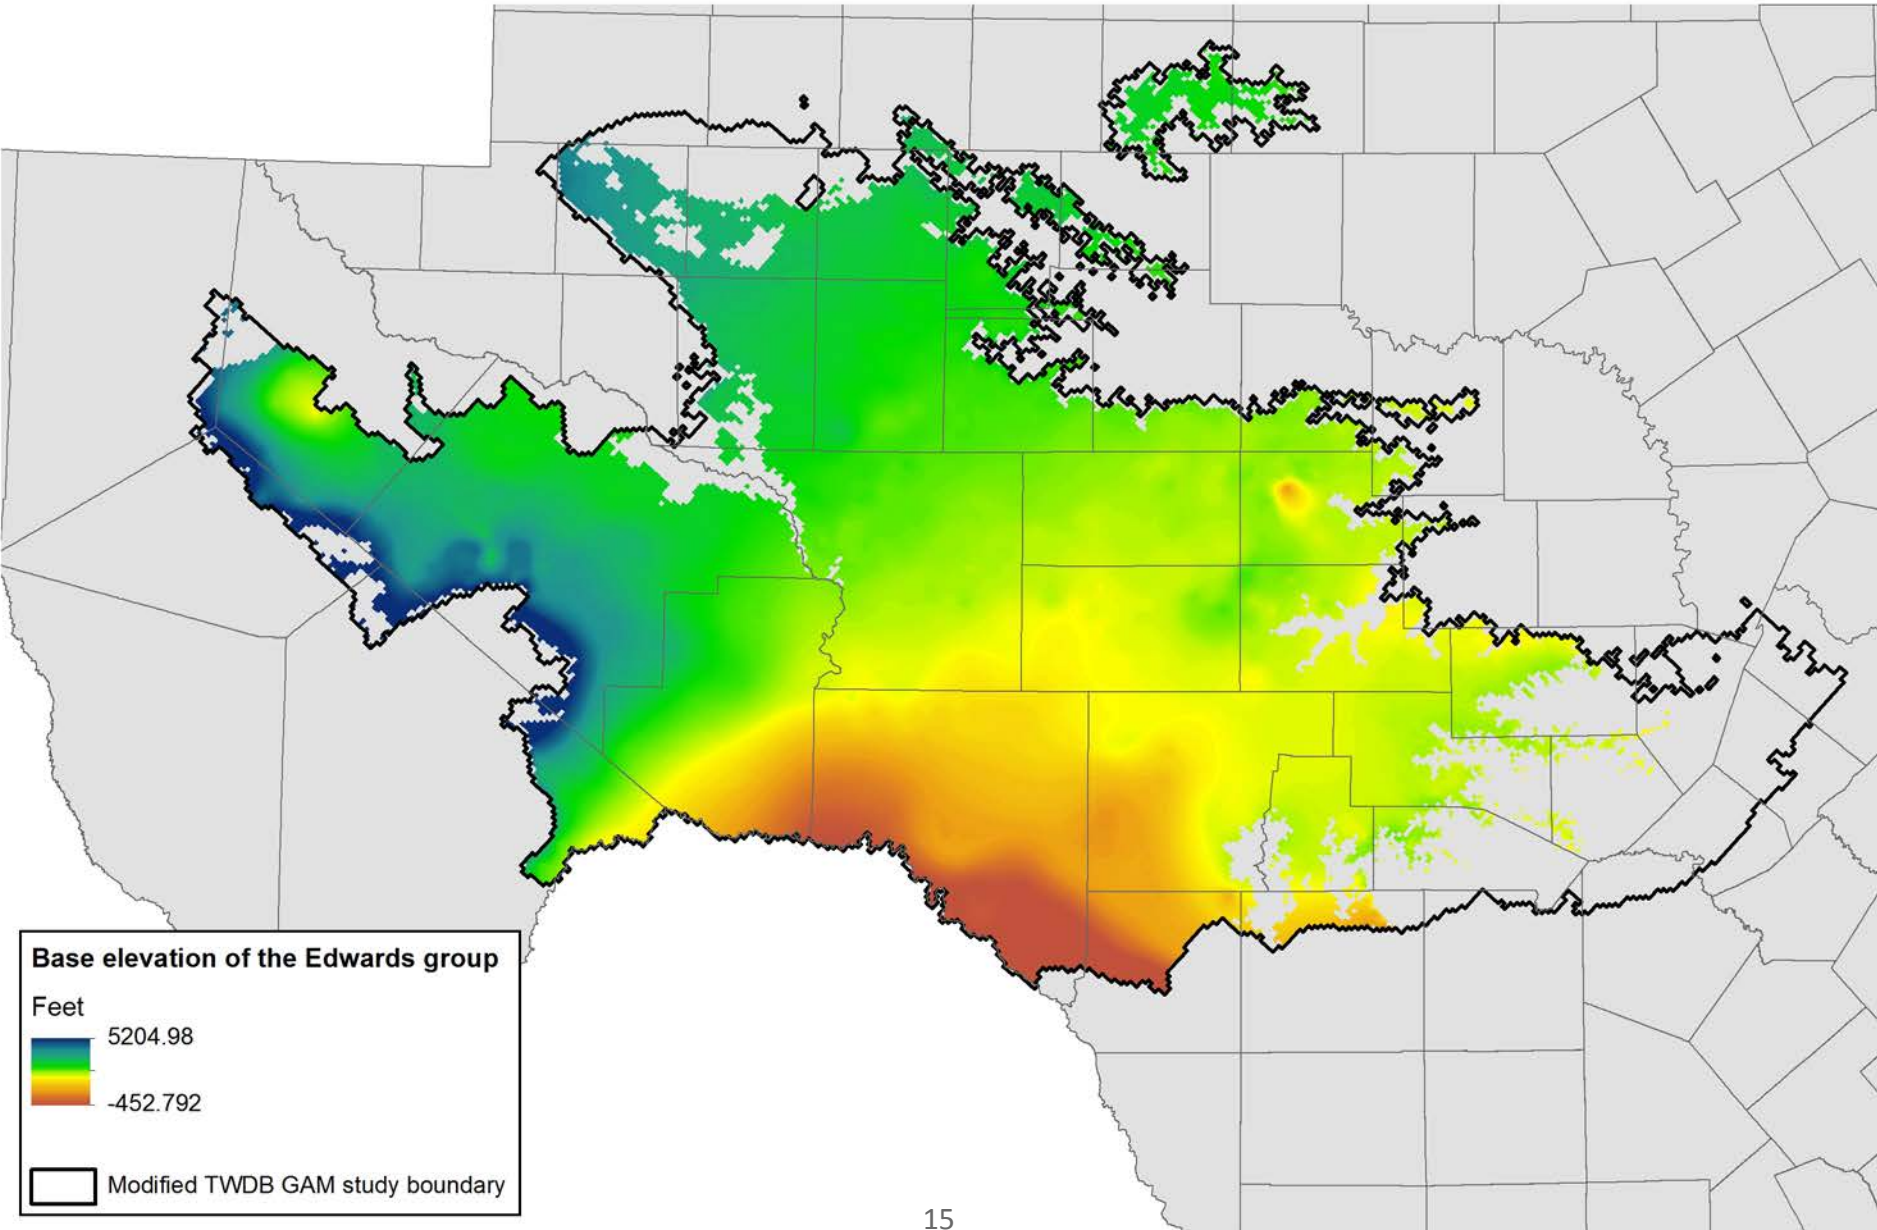 Base elevation of the Edwards group
Feet
5204.98
-452.792
Modified TWDB GAM study boundary
15